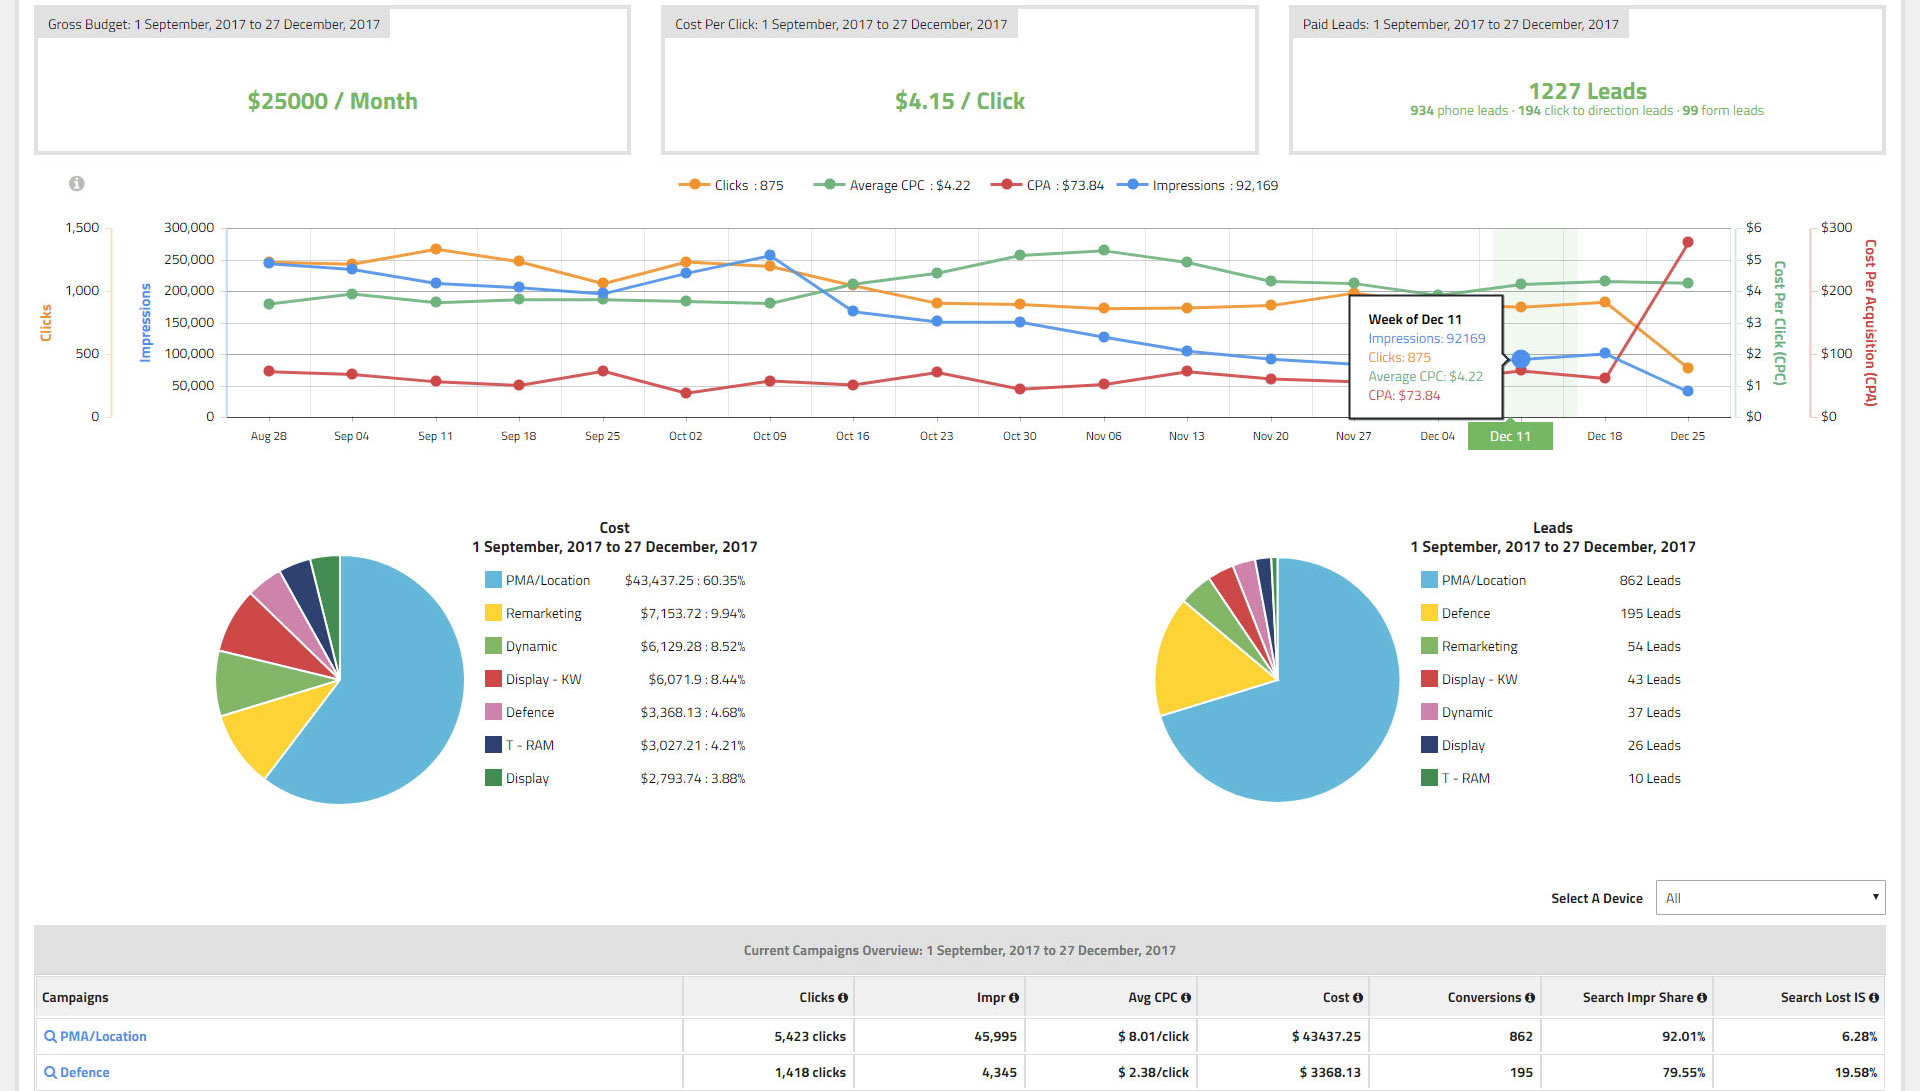 Gross Budget: 1 September, 2017 to 27 December, 2017
$25000 / Month
Cost Per Click: 1 September, 2017 to 27 December, 2017
$4.15 / Click
Paid Leads: 1 September, 2017 to 27 December, 2017
1227 Leads
934 phone leads · 194 click to direction leads · 99 form leads
Clicks : 875 Average CPC : $4.22 CPA : $73.84 Impressions : 92,169
Clicks
1,500
1,000
500
0
Impressions
300,000
250,000
200,000
150,000
100,000
50,000
0
Week of Dec 11
Impressions: 92169
Clicks: 875
Average CPC: $4.22
CPA: $73.84
$6
$5
$4
$3
$2
$1
$0
Cost Per Click (CPC)
$300
$200
$100
$0
Cost Per Acquisition (CPA)
Aug 28 Sep 04 Sep 11 Sep 18 Sep 25 Oct 02 Oct 09 Oct 16 Oct 23 Oct 30 Nov 06 Nov 13 Nov 20 Nov 27 Dec 04 Dec 11 Dec 18 Dec 25
Cost
1 September, 2017 to 27 December, 2017
PMA/Location $43,437.25 : 60.35%
Remarketing $7,153.72 : 9.94%
Dynamic $6,129.28 : 8.52%
Display - KW $6,071.9 : 8.44%
Defence $3,368.13 : 4.68%
T - RAM $3,027.21 : 4.21%
Display $2,793.74 : 3.88%
Leads
1 September, 2017 to 27 December, 2017
PMA/Location 862 Leads
Defence 195 Leads
Remarketing 54 Leads
Display - KW 43 Leads
Dynamic 37 Leads
Display 26 Leads
T - RAM 10 Leads
Select A Device All
Current Campaigns Overview: 1 September, 2017 to 27 December, 2017
Campaigns Clicks Impr Avg CPC Cost Conversions Search Impr Share Search Lost IS
PMA/Location 5,423 clicks 45,995 $ 8.01/click $ 43437.25 862 92.01% 6.28%
Defence 1,418 clicks 4,345 $ 2.38/click $ 3368.13 195 79.55% 19.58%